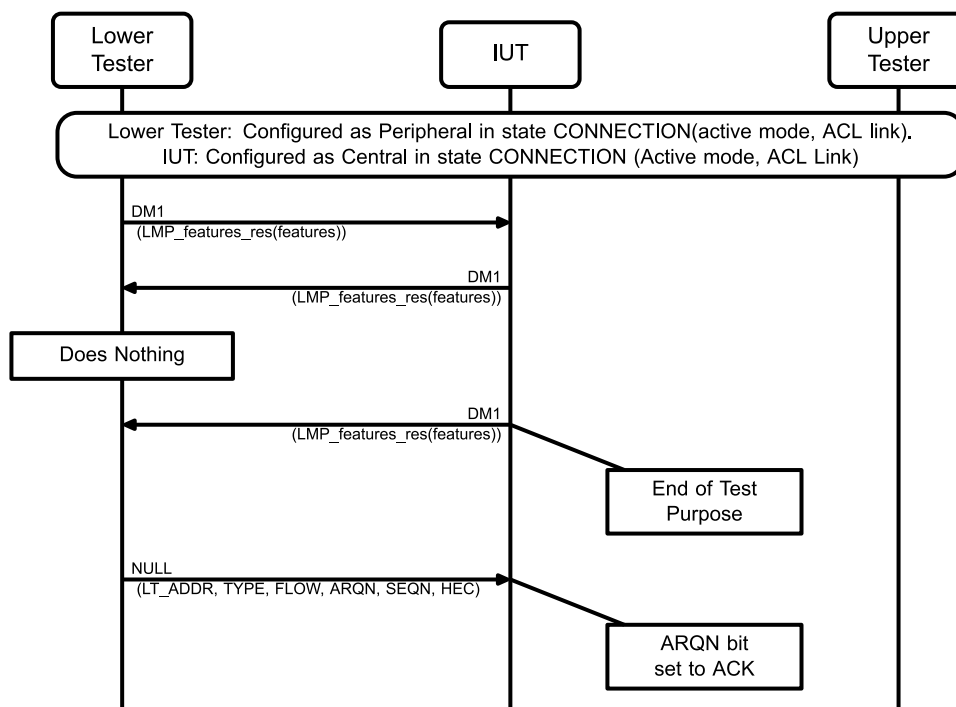 Lower
Tester
IUT
Upper
Tester
Lower Tester: Configured as Peripheral in state CONNECTION(active mode, ACL link).
IUT: Configured as Central in state CONNECTION (Active mode, ACL Link)
DM1
(LMP_features_res(features))
DM1
(LMP_features_res(features))
Does Nothing
DM1
(LMP_features_res(features))
End of Test
Purpose
NULL
(LT_ADDR, TYPE, FLOW, ARQN, SEQN, HEC)
ARQN bit
set to ACK